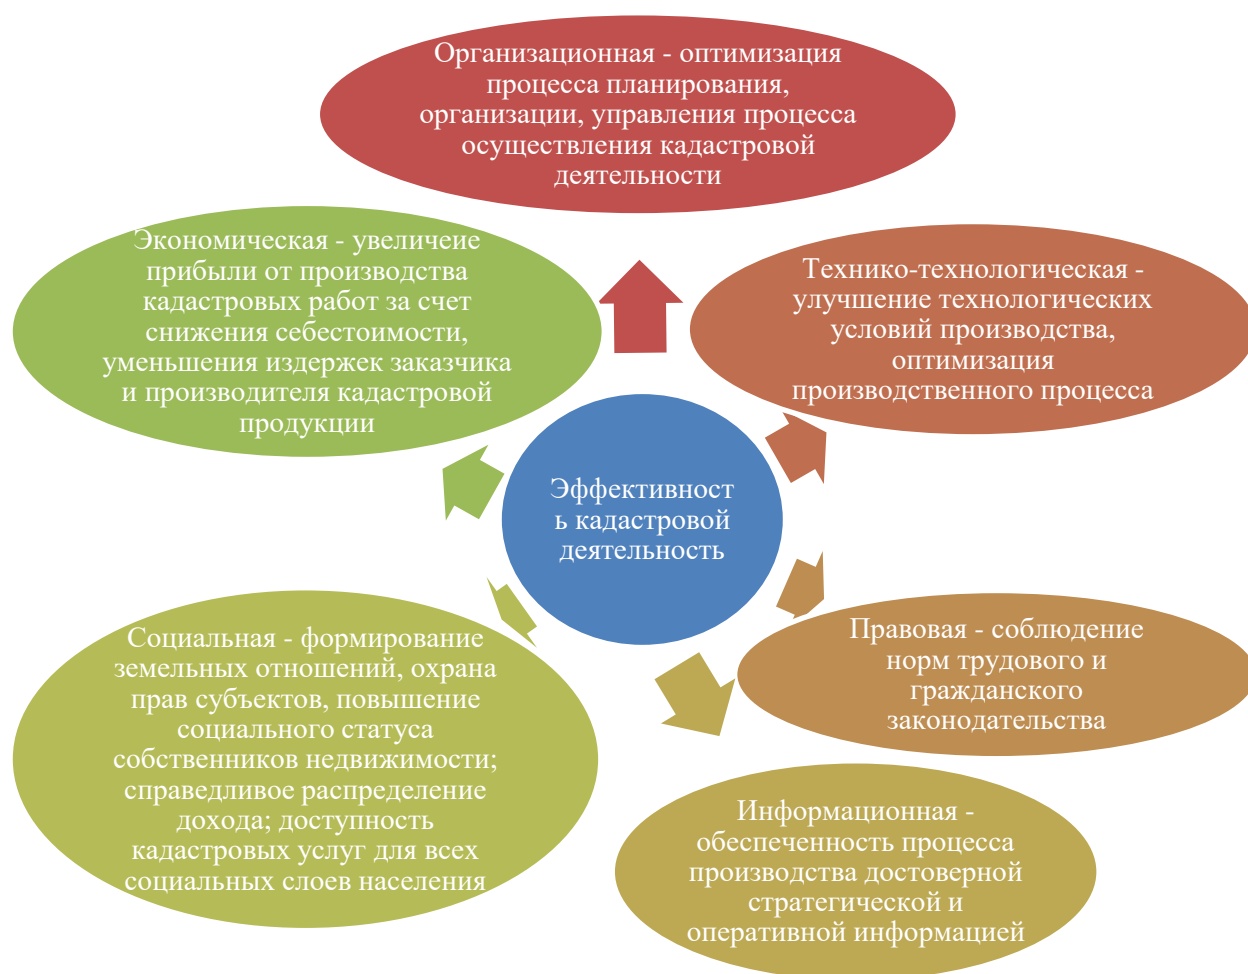 Организационная - оптимизация
процесса планирования,
организации, управления процесса
осуществления кадастровой
деятельности
Экономическая - увеличеие
прибыли от производства
кадастровых работ за счет
снижения себестоимости,
уменьшения издержек заказчика
и производителя кадастровой
продукции
Технико-технологическая -
улучшение технологических
условий производства,
оптимизация
производственного процесса
Эффективност
ь кадастровой
деятельность
Социальная - формирование
земельных отношений, охрана
прав субъектов, повышение
социального статуса
собственников недвижимости;
справедливое распределение
дохода; доступность
кадастровых услуг для всех
социальных слоев населения
Правовая - соблюдение
норм трудового и
гражданского
законодательства
Информационная -
обеспеченность процесса
производства достоверной
стратегической и
оперативной информацией